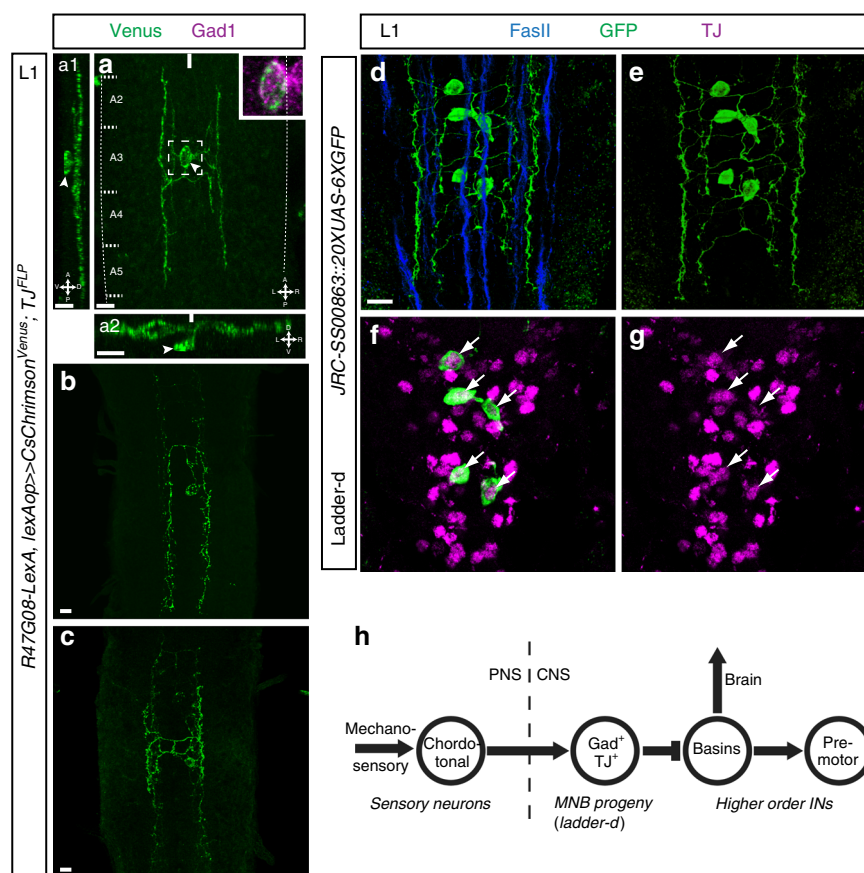 Venus Gad1
L1
R47G08-LexA, lexAop>>CsChrimson^Venus; TJ^FLP
a1
a
A2
A3
A4
A5
A
V D
P
A
L R
P
a2
D
L R
V
b
c
L1 FasII GFP TJ
JRC-SS00863::20XUAS-6XGFP
Ladder-d
d
e
f
g
h
PNS CNS
Brain
Mechano-
sensory
Chordo-
tonal
Gad+
TJ+
Basins
Pre-
motor
Sensory neurons
MNB progeny
(ladder-d)
Higher order INs